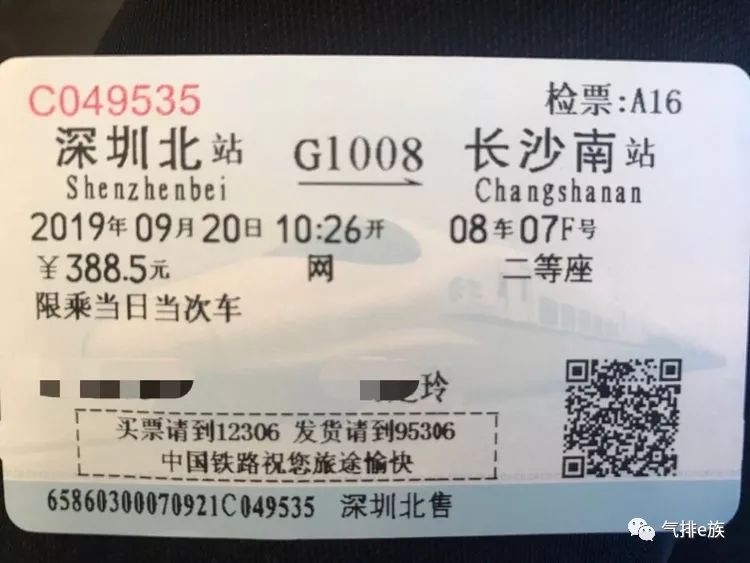 C049535 检票:A16
深圳北站 G1008 长沙南站
Shenzhenbei Changshanan
2019年09月20日 10:26开 08车07F号
￥388.5元 网 二等座
限乘当日当次车
玲
买票请到12306 发货请到95306
中国铁路祝您旅途愉快
65860300070921C049535 深圳北售
气排e族